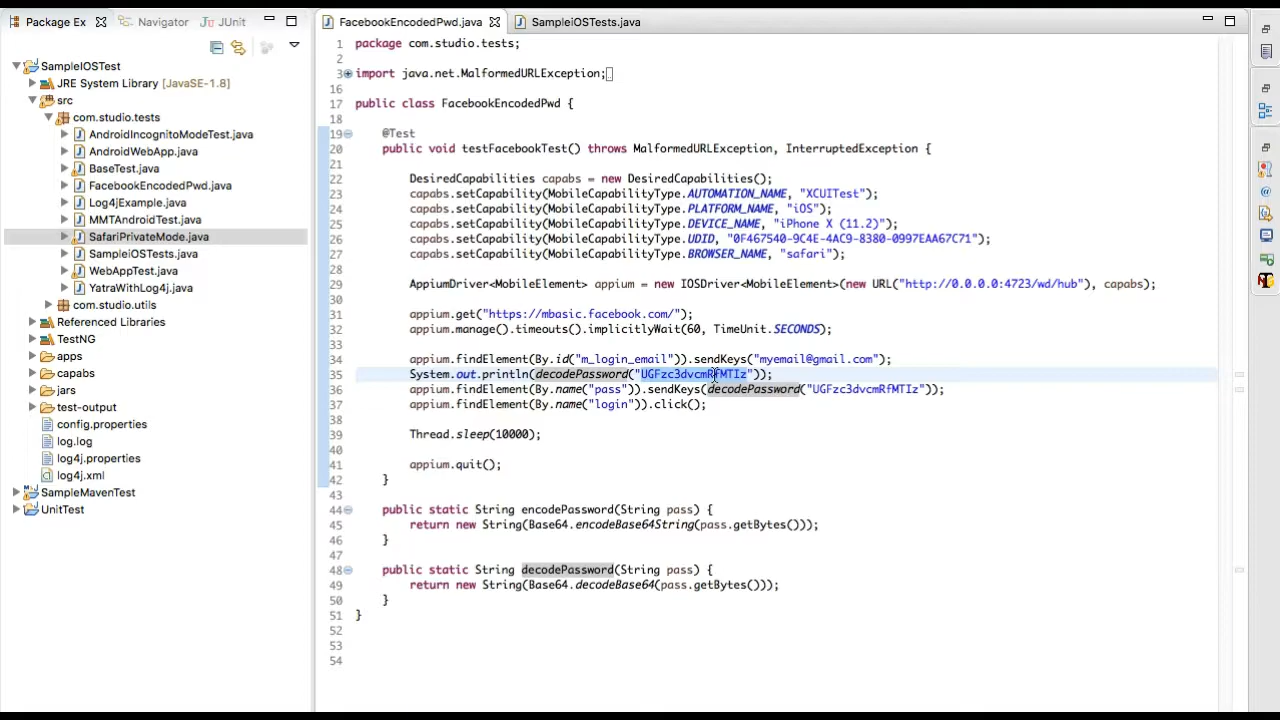 Package Ex
Navigator
JUnit
SampleIOSTest
JRE System Library [JavaSE-1.8]
src
com.studio.tests
AndroidIncognitoModeTest.java
AndroidWebApp.java
BaseTest.java
FacebookEncodedPwd.java
Log4jExample.java
MMTAndroidTest.java
SafariPrivateMode.java
SampleiOSTests.java
WebAppTest.java
YatraWithLog4j.java
com.studio.utils
Referenced Libraries
TestNG
apps
capabs
jars
test-output
config.properties
log.log
log4j.properties
log4j.xml
SampleMavenTest
UnitTest
FacebookEncodedPwd.java
SampleiOSTests.java
1 package com.studio.tests;
2
3 import java.net.MalformedURLException;
16
17 public class FacebookEncodedPwd {
18
19 @Test
20 public void testFacebookTest() throws MalformedURLException, InterruptedException {
21
22 DesiredCapabilities capabs = new DesiredCapabilities();
23 capabs.setCapability(MobileCapabilityType.AUTOMATION_NAME, "XCUITest");
24 capabs.setCapability(MobileCapabilityType.PLATFORM_NAME, "iOS");
25 capabs.setCapability(MobileCapabilityType.DEVICE_NAME, "iPhone X (11.2)");
26 capabs.setCapability(MobileCapabilityType.UDID, "0F467540-9C4E-4AC9-8380-0997EAA67C71");
27 capabs.setCapability(MobileCapabilityType.BROWSER_NAME, "safari");
28
29 AppiumDriver<MobileElement> appium = new IOSDriver<MobileElement>(new URL("http://0.0.0.0:4723/wd/hub"), capabs);
30
31 appium.get("https://mbasic.facebook.com/");
32 appium.manage().timeouts().implicitlyWait(60, TimeUnit.SECONDS);
33
34 appium.findElement(By.id("m_login_email")).sendKeys("myemail@gmail.com");
35 System.out.println(decodePassword("UGFzc3dvcmRfMTIz"));
36 appium.findElement(By.name("pass")).sendKeys(decodePassword("UGFzc3dvcmRfMTIz"));
37 appium.findElement(By.name("login")).click();
38
39 Thread.sleep(10000);
40
41 appium.quit();
42 }
43
44 public static String encodePassword(String pass) {
45 return new String(Base64.encodeBase64String(pass.getBytes()));
46 }
47
48 public static String decodePassword(String pass) {
49 return new String(Base64.decodeBase64(pass.getBytes()));
50 }
51 }
52
53
54